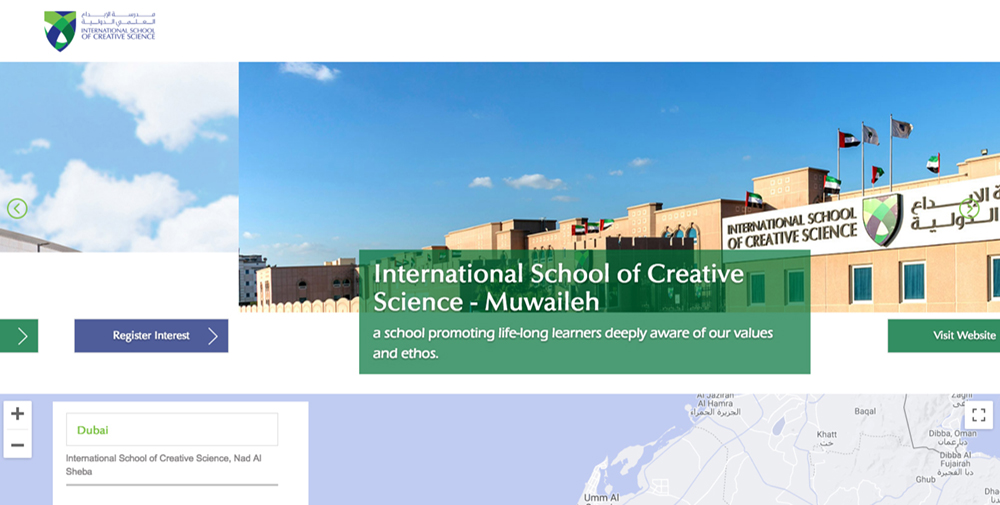 مدرسة الإبداع
العلمي الدولية
INTERNATIONAL SCHOOL
OF CREATIVE SCIENCE
INTERNATIONAL SCHOOL
OF CREATIVE SCIENCE
الإبداع
الدولية
International School of Creative
Science - Muwaileh
a school promoting life-long learners deeply aware of our values
and ethos.
Register Interest
Visit Website
+
−
Dubai
International School of Creative Science, Nad Al
Sheba
Al Jazirah
Al Hamra
الجزيرة الحمراء
Baqal
Khatt
خت
Dibba, Oman
Dibba Al
Fujairah
دبا الفجيرة
Ghub
Umm Al